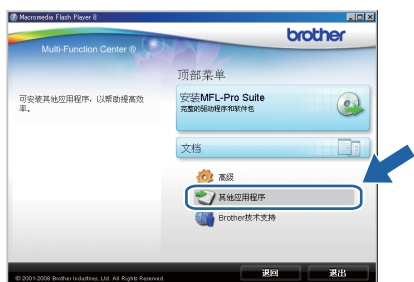 Macromedia Flash Player 8
brother
Multi-Function Center ®
顶部菜单
可安装其他应用程序，以帮助提高效
率。
安装MFL-Pro Suite
完整的驱动程序和软件包
文档
高级
其他应用程序
Brother技术支持
© 2001-2008 Brother Industries, Ltd. All Rights Reserved.
退回
退出